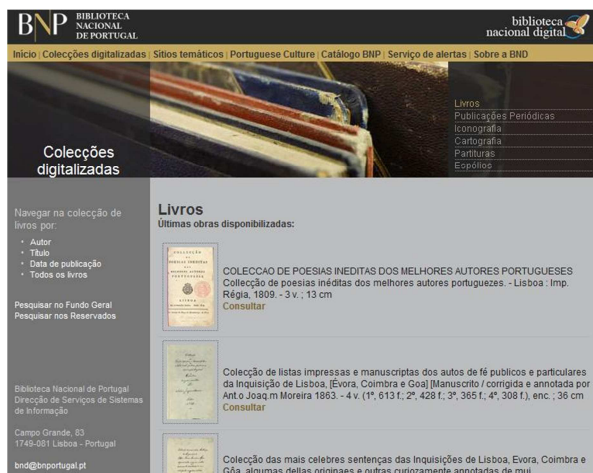 BNP BIBLIOTECA
NACIONAL
DE PORTUGAL
biblioteca
nacional digital
Início | Colecções digitalizadas | Sítios temáticos | Portuguese Culture | Catálogo BNP | Serviço de alertas | Sobre a BND
Livros
Publicações Periódicas
Iconografia
Cartografia
Partituras
Espólios
Colecções
digitalizadas
Navegar na colecção de
livros por:
Autor
Título
Data de publicação
Todos os livros
Pesquisar no Fundo Geral
Pesquisar nos Reservados
Biblioteca Nacional de Portugal
Direcção de Serviços de Sistemas
de Informação
Campo Grande, 83
1749-081 Lisboa - Portugal
bnd@bnportugal.pt
Livros
Últimas obras disponibilizadas:
COLECCAO DE POESIAS INEDITAS DOS MELHORES AUTORES PORTUGUESES
Collecção de poesias inéditas dos melhores autores portuguezes. - Lisboa : Imp.
Régia, 1809. - 3 v. ; 13 cm
Consultar
Colecção de listas impressas e manuscriptas dos autos de fé publicos e particulares
da Inquisição de Lisboa, [Évora, Coimbra e Goa] [Manuscrito / corrigida e annotada por
Ant.o Joaq.m Moreira 1863. - 4 v. (1º, 613 f.; 2º, 428 f.; 3º, 365 f.; 4º, 308 f.), enc. ; 36 cm
Consultar
Colecção das mais celebres sentenças das Inquisições de Lisboa, Evora, Coimbra e
Gôa, algumas dellas originaes e outras curiozamente annotadas de mui